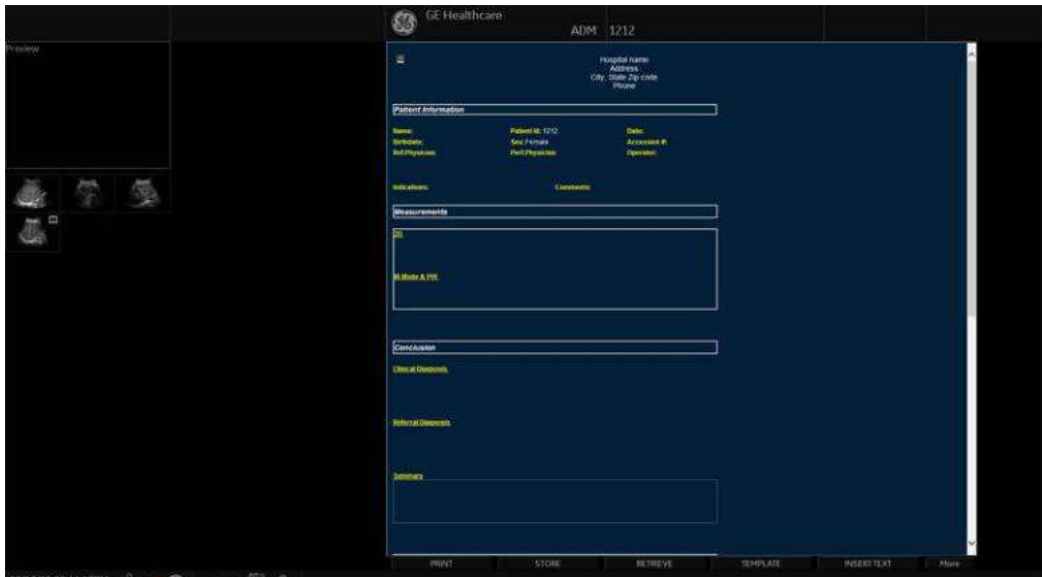 GE Healthcare
ADM 1212
Preview
Hospital name
Address
City, State Zip code
Phone
Patient Information
Name: Patient Id: 1212 Date:
Birthdate: Sex: Female Accession #:
Ref.Physician: Perf.Physician: Operator:
Indications: Comments:
Measurements
2D
M-Mode & PW
Conclusion
Clinical Diagnosis
Referral Diagnosis
Summary
PRINT STORE RETRIEVE TEMPLATE INSERT TEXT More